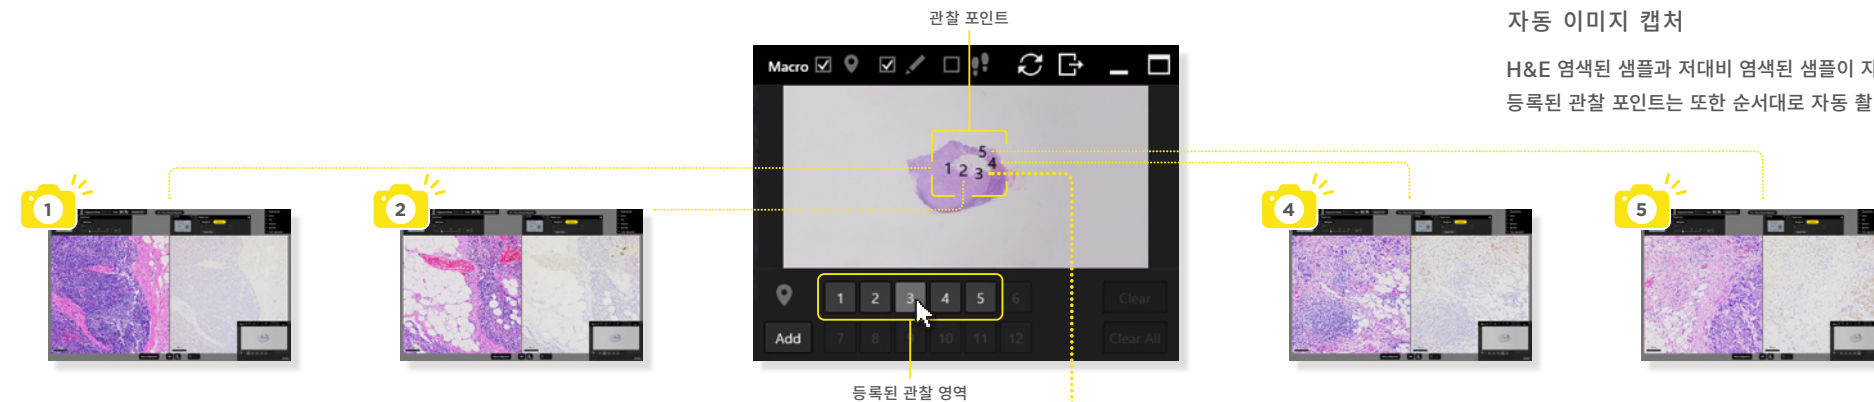 관찰 포인트
자동 이미지 캡처
H&E 염색된 샘플과 저대비 염색된 샘플이
등록된 관찰 포인트는 또한 순서대로 자동 촬
Macro
5
4
1 2 3
1
2
4
5
1 2 3 4 5 6
Clear
Add
7 8 9 10 11 12
Clear All
등록된 관찰 영역